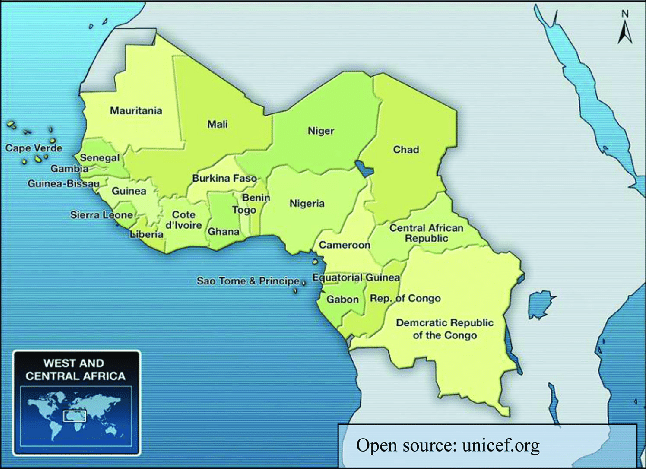 N
Mauritania
Mali
Niger
Chad
Cape Verde
Senegal
Gambia
Guinea-Bissau
Guinea
Sierra Leone
Liberia
Cote
d'Ivoire
Burkina Faso
Ghana
Benin
Togo
Nigeria
Cameroon
Central African
Republic
Equatorial Guinea
Sao Tome & Principe
Gabon
Rep. of Congo
Demcratic Republic
of the Congo
WEST AND
CENTRAL AFRICA
Open source: unicef.org